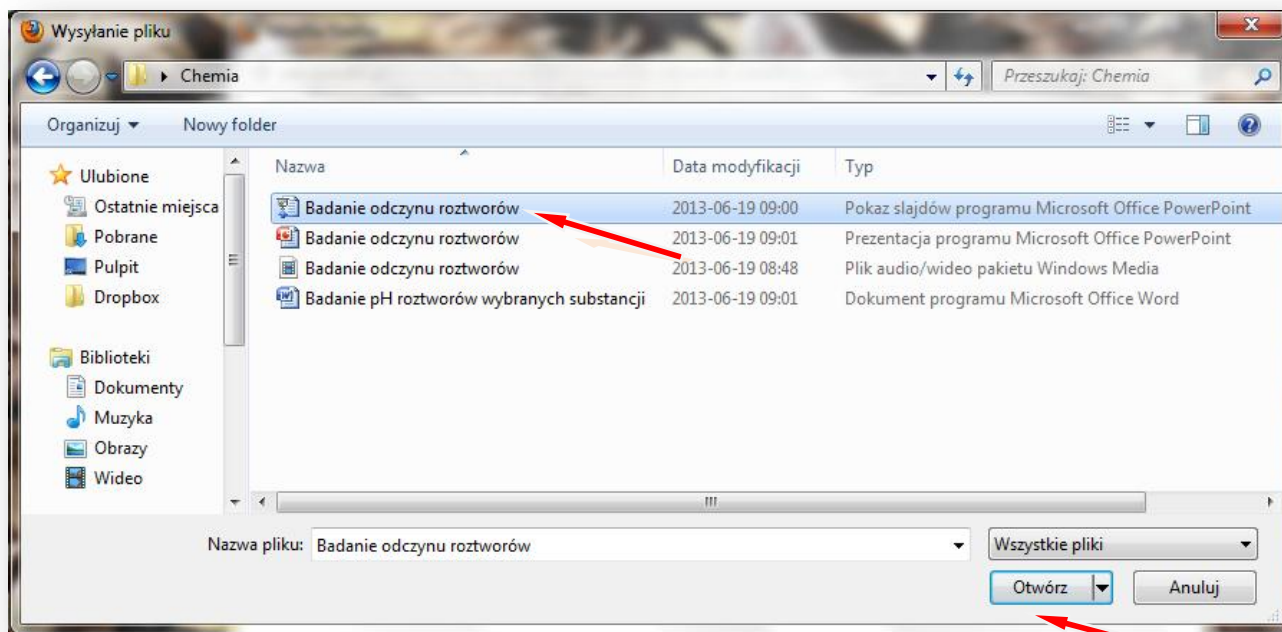 Wysyłanie pliku
Chemia
Przeszukaj: Chemia
Organizuj Nowy folder
Nazwa Data modyfikacji Typ
Ulubione
Ostatnie miejsca
Pobrane
Pulpit
Dropbox
Biblioteki
Dokumenty
Muzyka
Obrazy
Wideo
Badanie odczynu roztworów 2013-06-19 09:00 Pokaz slajdów programu Microsoft Office PowerPoint
Badanie odczynu roztworów 2013-06-19 09:01 Prezentacja programu Microsoft Office PowerPoint
Badanie odczynu roztworów 2013-06-19 08:48 Plik audio/wideo pakietu Windows Media
Badanie pH roztworów wybranych substancji 2013-06-19 09:01 Dokument programu Microsoft Office Word
Nazwa pliku: Badanie odczynu roztworów Wszystkie pliki
Otwórz Anuluj